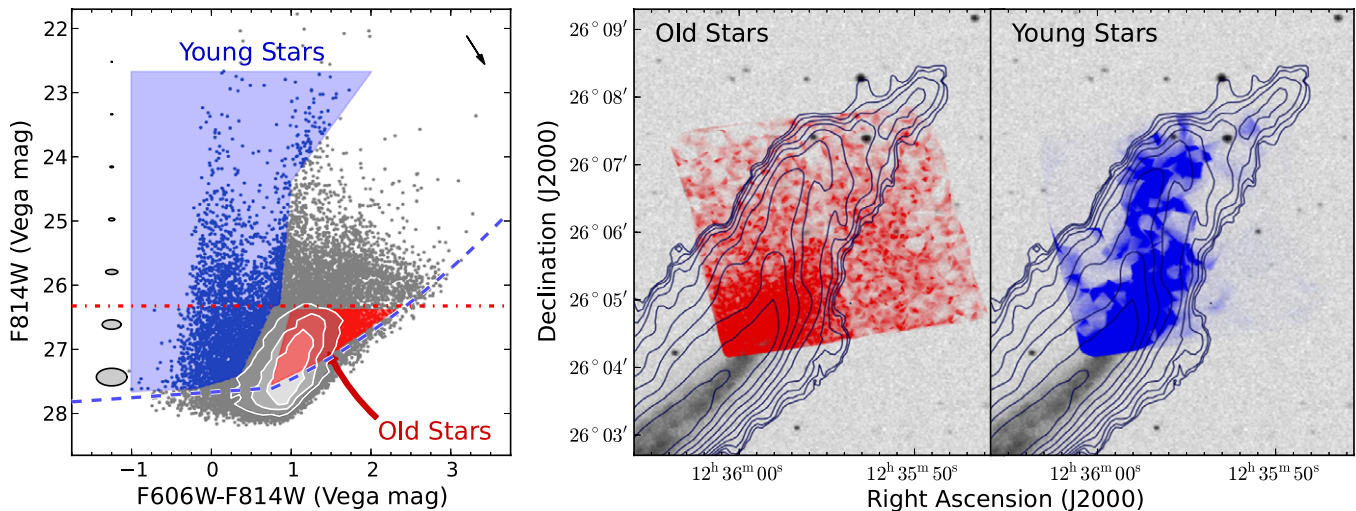 22
23
24
25
26
27
28
F814W (Vega mag)
−1
0
1
2
3
F606W-F814W (Vega mag)
Young Stars
Old Stars
Old Stars
Young Stars
26° 09′
26° 08′
26° 07′
26° 06′
26° 05′
26° 04′
26° 03′
Declination (J2000)
12ʰ 36ᵐ 00ˢ
12ʰ 35ᵐ 50ˢ
12ʰ 36ᵐ 00ˢ
12ʰ 35ᵐ 50ˢ
Right Ascension (J2000)